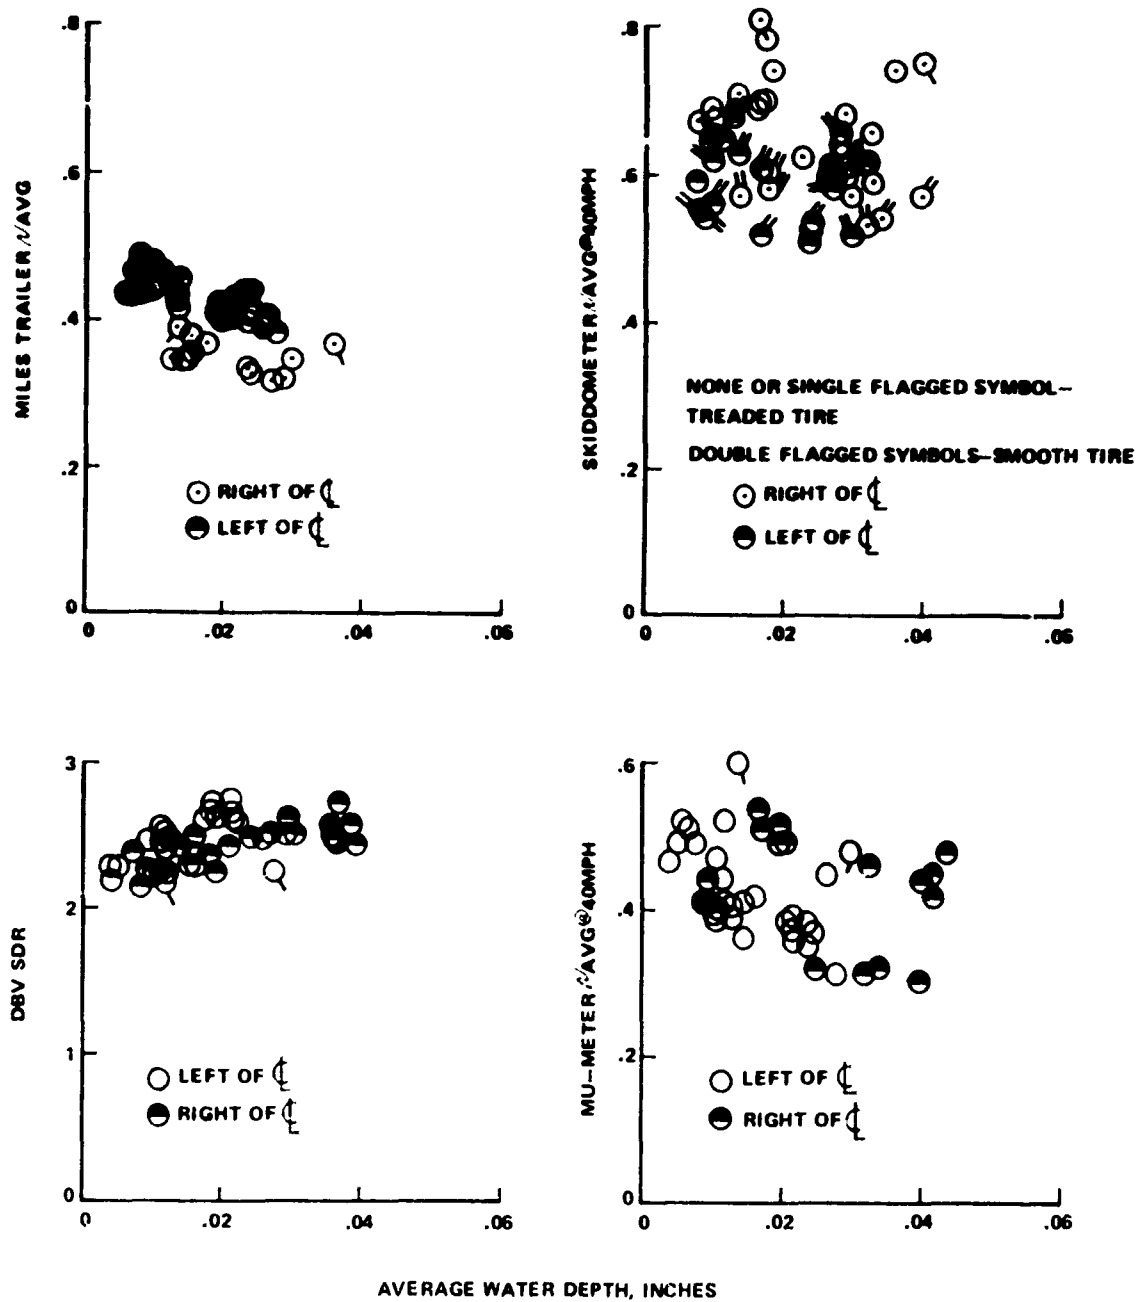 .8
.6
.4
.2
0
0 .02 .04 .06
MILES TRAILER μ AVG
RIGHT OF ℄
LEFT OF ℄
.8
.6
.4
.2
0
0 .02 .04 .06
SKIDDOMETER μ AVG@40MPH
NONE OR SINGLE FLAGGED SYMBOL—
TREADED TIRE
DOUBLE FLAGGED SYMBOLS—SMOOTH TIRE
RIGHT OF ℄
LEFT OF ℄
3
2
1
0
0 .02 .04 .06
DBV SDR
LEFT OF ℄
RIGHT OF ℄
.6
.4
.2
0
0 .02 .04 .06
MU-METER μ AVG@40MPH
LEFT OF ℄
RIGHT OF ℄
AVERAGE WATER DEPTH, INCHES